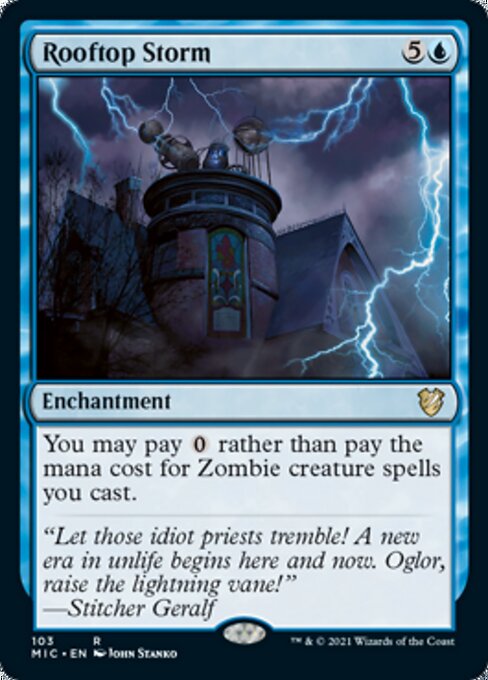 Rooftop Storm 5
Enchantment
You may pay 0 rather than pay the
mana cost for Zombie creature spells
you cast.
“Let those idiot priests tremble! A new
era in unlife begins here and now. Oglor,
raise the lightning vane!”
—Stitcher Geralf
103 R
MIC • EN John Stanko
™ & © 2021 Wizards of the Coast